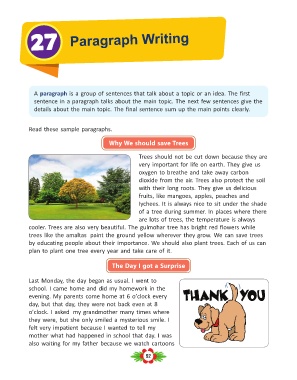 27 Paragraph Writing
A paragraph is a group of sentences that talk about a topic or an idea. The first
sentence in a paragraph talks about the main topic. The next few sentences give the
details about the main topic. The final sentence sum up the main points clearly.
Read these sample paragraphs.
Why We should save Trees
Trees should not be cut down because they are
very important for life on earth. They give us
oxygen to breathe and take away carbon
dioxide from the air. Trees also protect the soil
with their long roots. They give us delicious
fruits, like mangoes, apples, peaches and
lychees. It is always nice to sit under the shade
of a tree during summer. In places where there
are lots of trees, the temperature is always
cooler. Trees are also very beautiful. The gulmohar tree has bright red flowers while
trees like the amaltas paint the ground yellow wherever they grow. We can save trees
by educating people about their importance. We should also plant trees. Each of us can
plan to plant one tree every year and take care of it.
The Day I got a Surprise
Last Monday, the day began as usual. I went to
school. I came home and did my homework in the
evening. My parents come home at 6 o'clock every
day, but that day, they were not back even at 8
o'clock. I asked my grandmother many times where
they were, but she only smiled a mysterious smile. I
felt very impatient because I wanted to tell my
mother what had happened in school that day. I was
also waiting for my father because we watch cartoons
THANK YOU
92